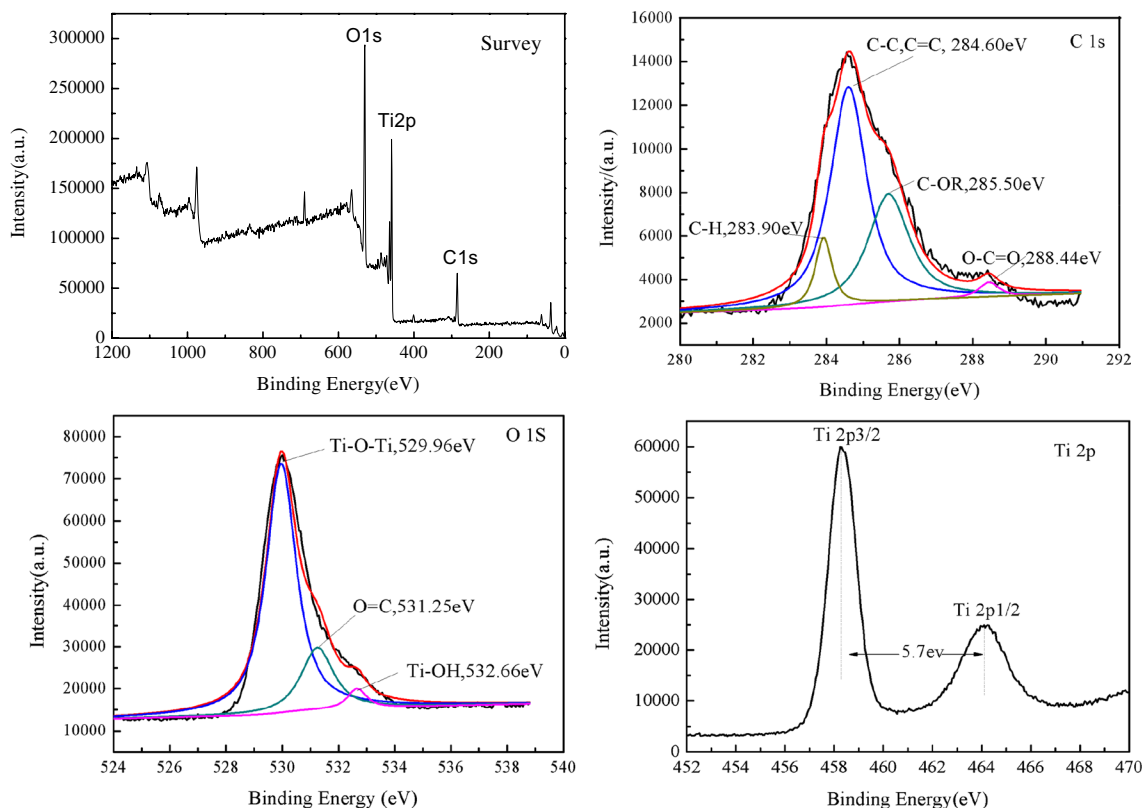 Survey
O1s
Ti2p
C1s
Intensity(a.u.)
300000
250000
200000
150000
100000
50000
0
1200 1000 800 600 400 200 0
Binding Energy(eV)
C 1s
C-C,C=C, 284.60eV
C-OR,285.50eV
C-H,283.90eV
O-C=O,288.44eV
Intensity/(a.u.)
16000
14000
12000
10000
8000
6000
4000
2000
280 282 284 286 288 290 292
Binding Energy(eV)
O 1S
Ti-O-Ti,529.96eV
O=C,531.25eV
Ti-OH,532.66eV
Intensity(a.u.)
80000
70000
60000
50000
40000
30000
20000
10000
524 526 528 530 532 534 536 538 540
Binding Energy (eV)
Ti 2p3/2
Ti 2p
Ti 2p1/2
5.7ev
Intensity(a.u.)
60000
50000
40000
30000
20000
10000
0
452 454 456 458 460 462 464 466 468 470
Binding Energy (eV)